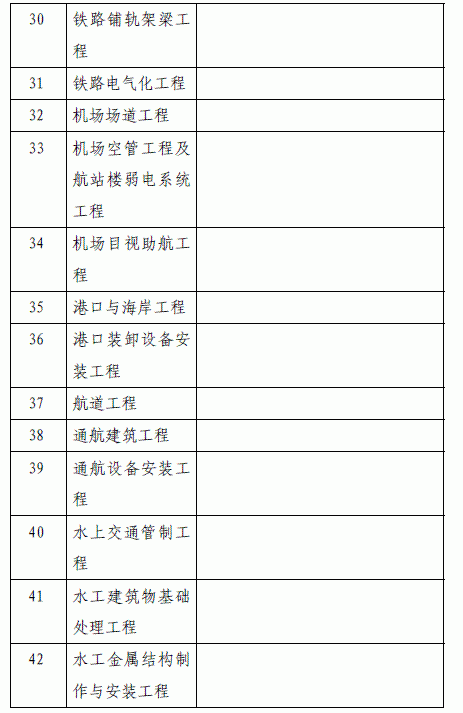 30 铁路铺轨架梁工
程
31 铁路电气化工程
32 机场场道工程
33 机场空管工程及
航站楼弱电系统
工程
34 机场目视助航工
程
35 港口与海岸工程
36 港口装卸设备安
装工程
37 航道工程
38 通航建筑工程
39 通航设备安装工
程
40 水上交通管制工
程
41 水工建筑物基础
处理工程
42 水工金属结构制
作与安装工程